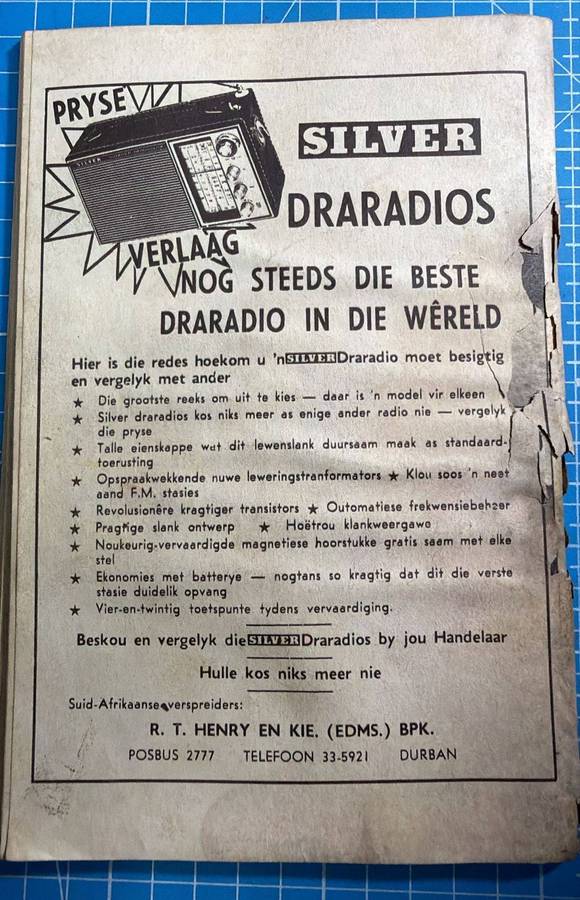 PRYSE
VERLAAG
SILVER
SILVER
DRARADIOS
NOG STEEDS DIE BESTE
DRARADIO IN DIE WÊRELD
Hier is die redes hoekom u 'n SILVER Draradio moet besigtig
en vergelyk met ander
★ Die grootste reeks om uit te kies — daar is 'n model vir elkeen
★ Silver draradios kos niks meer as enige ander radio nie — vergelyk
die pryse
★ Talle eienskappe wat dit lewenslank duursaam maak as standaard-
toerusting
★ Opspraakwekkende nuwe leweringstranformators ★ Klou soos 'n neet
aand F.M. stasies
★ Revolusionêre kragtiger transistors ★ Outomatiese frekwensiebeheer
★ Pragtige slank ontwerp ★ Hoëtrou klankweergawe
★ Noukeurig-vervaardigde magnetiese hoorstukke gratis saam met elke
stel
★ Ekonomies met batterye — nogtans so kragtig dat dit die verste
stasie duidelik opvang
★ Vier-en-twintig toetspunte tydens vervaardiging.
Beskou en vergelyk die SILVER Draradios by jou Handelaar
Hulle kos niks meer nie
Suid-Afrikaanse verspreiders:
R. T. HENRY EN KIE. (EDMS.) BPK.
POSBUS 2777 TELEFOON 33-5921 DURBAN